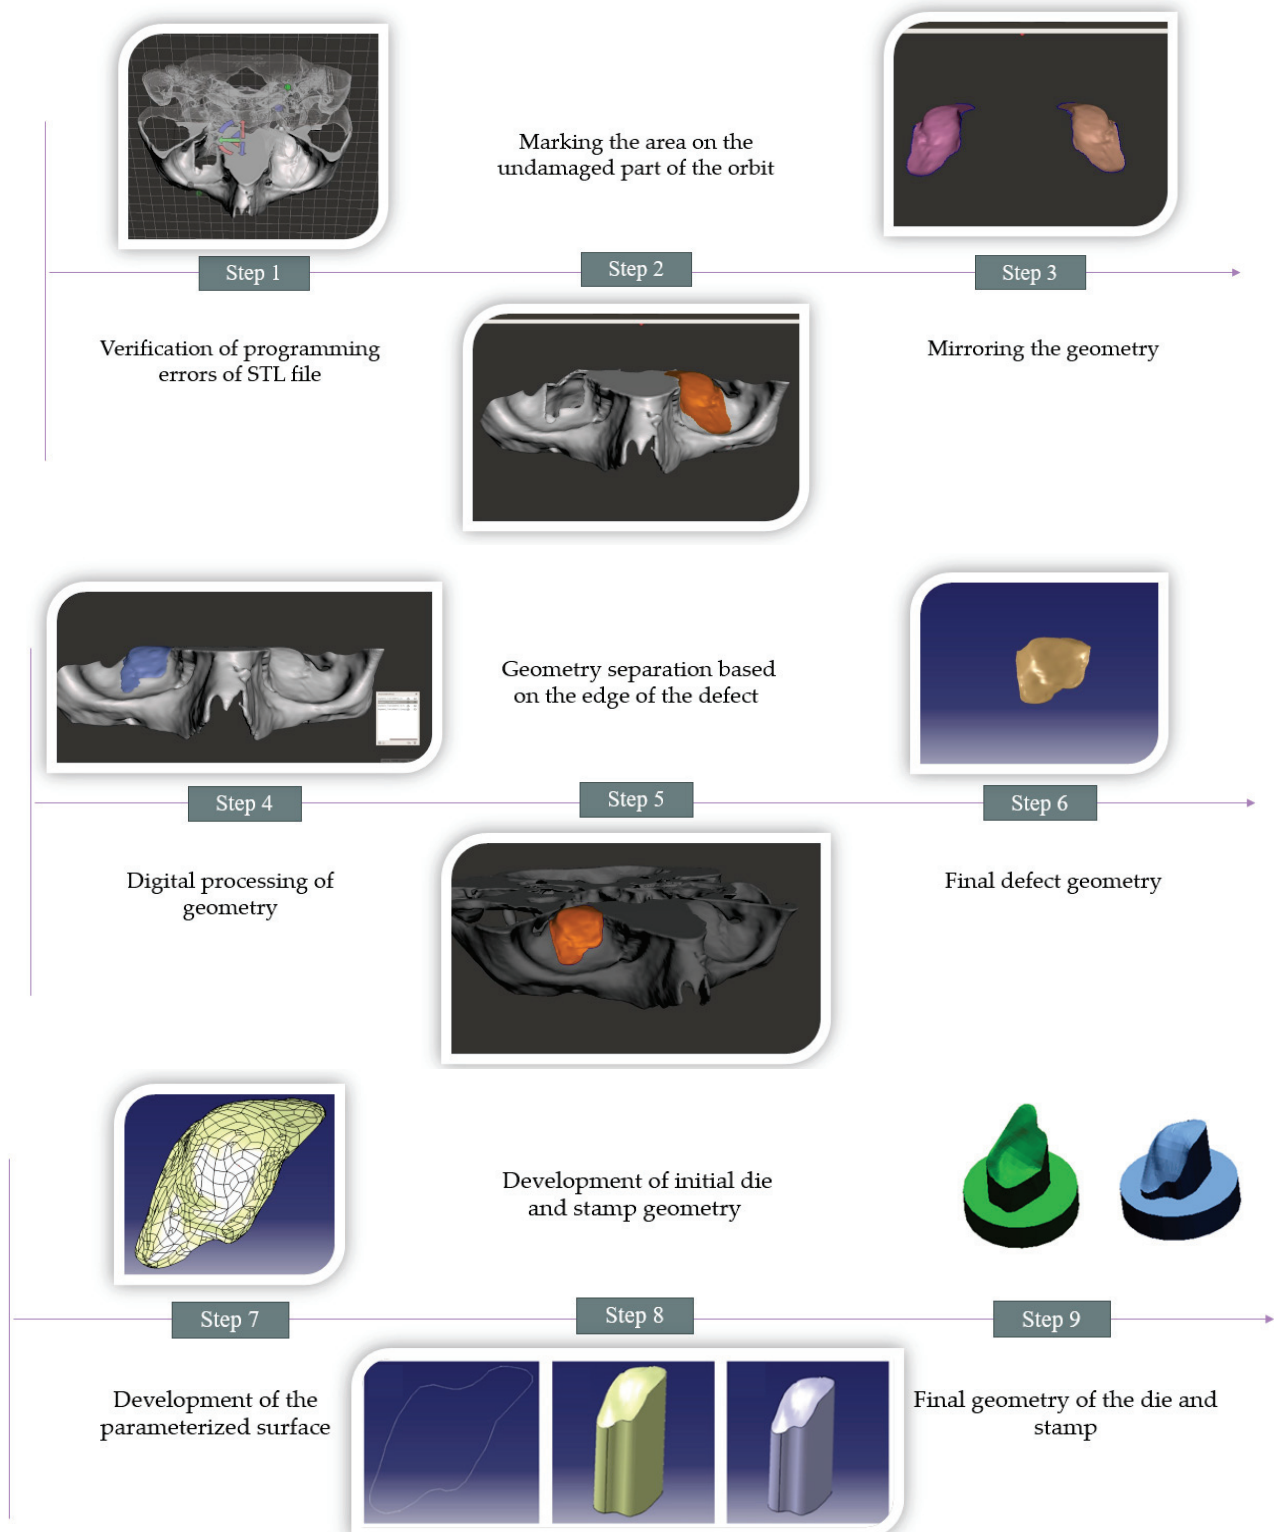 Marking the area on the
undamaged part of the orbit
Step 1
Step 2
Step 3
Verification of programming
errors of STL file
Mirroring the geometry
Geometry separation based
on the edge of the defect
Step 4
Step 5
Step 6
Digital processing of
geometry
Final defect geometry
Development of initial die
and stamp geometry
Step 7
Step 8
Step 9
Development of the
parameterized surface
Final geometry of the die and
stamp